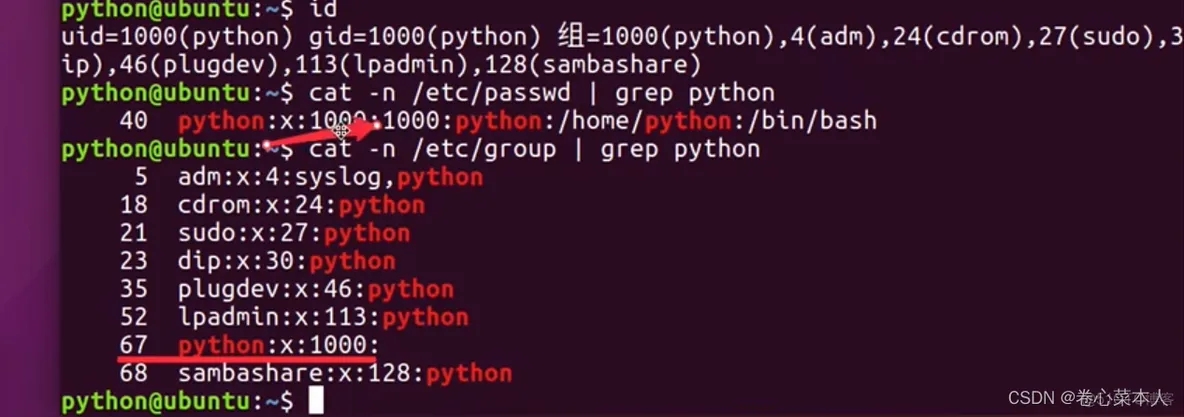 python@ubuntu:~$ id
uid=1000(python) gid=1000(python) 组=1000(python),4(adm),24(cdrom),27(sudo),3
ip),46(plugdev),113(lpadmin),128(sambashare)
python@ubuntu:~$ cat -n /etc/passwd | grep python
40 python:x:1000:1000:python:/home/python:/bin/bash
python@ubuntu:~$ cat -n /etc/group | grep python
5 adm:x:4:syslog,python
18 cdrom:x:24:python
21 sudo:x:27:python
23 dip:x:30:python
35 plugdev:x:46:python
52 lpadmin:x:113:python
67 python:x:1000:
68 sambashare:x:128:python
python@ubuntu:~$
CSDN @卷心菜本人